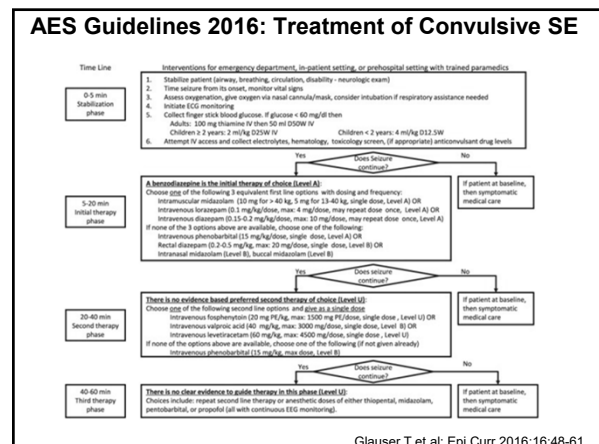 AES Guidelines 2016: Treatment of Convulsive SE
Time Line
Interventions for emergency department, in-patient setting, or prehospital setting with trained paramedics
0-5 min
Stabilization
phase
1. Stabilize patient (airway, breathing, circulation, disability - neurologic exam)
2. Time seizure from its onset, monitor vital signs
3. Assess oxygenation, give oxygen via nasal cannula/mask, consider intubation if respiratory assistance needed
4. Initiate ECG monitoring
5. Collect finger stick blood glucose. If glucose < 60 mg/dl then
Adults: 100 mg thiamine IV then 50 ml D50W IV
Children ≥ 2 years: 2 ml/kg D25W IV Children < 2 years: 4 ml/kg D12.5W
6. Attempt IV access and collect electrolytes, hematology, toxicology screen, (if appropriate) anticonvulsant drug levels
Yes
Does Seizure
continue?
No
5-20 min
Initial therapy
phase
A benzodiazepine is the initial therapy of choice (Level A):
Choose one of the following 3 equivalent first line options with dosing and frequency:
Intramuscular midazolam (10 mg for > 40 kg, 5 mg for 13-40 kg, single dose, Level A) OR
Intravenous lorazepam (0.1 mg/kg/dose, max: 4 mg/dose, may repeat dose once, Level A) OR
Intravenous diazepam (0.15-0.2 mg/kg/dose, max: 10 mg/dose, may repeat dose once, Level A)
If none of the 3 options above are available, choose one of the following:
Intravenous phenobarbital (15 mg/kg/dose, single dose, Level A) OR
Rectal diazepam (0.2-0.5 mg/kg, max: 20 mg/dose, single dose, Level B) OR
Intranasal midazolam (Level B), buccal midazolam (Level B)
If patient at baseline,
then symptomatic
medical care
Yes
Does seizure
continue?
No
20-40 min
Second therapy
phase
There is no evidence based preferred second therapy of choice (Level U):
Choose one of the following second line options and give as a single dose
Intravenous fosphenytoin (20 mg PE/kg, max: 1500 mg PE/dose, single dose, Level U) OR
Intravenous valproic acid (40 mg/kg, max: 3000 mg/dose, single dose, Level B) OR
Intravenous levetiracetam (60 mg/kg, max: 4500 mg/dose, single dose, Level U)
If none of the options above are available, choose one of the following (if not given already)
Intravenous phenobarbital (15 mg/kg, max dose, Level B)
If patient at baseline,
then symptomatic
medical care
Yes
Does seizure
continue?
No
40-60 min
Third therapy
phase
There is no clear evidence to guide therapy in this phase (Level U):
Choices include: repeat second line therapy or anesthetic doses of either thiopental, midazolam,
pentobarbital, or propofol (all with continuous EEG monitoring).
If patient at baseline,
then symptomatic
medical care
Glauser T et al: Epi Curr 2016;16:48-61